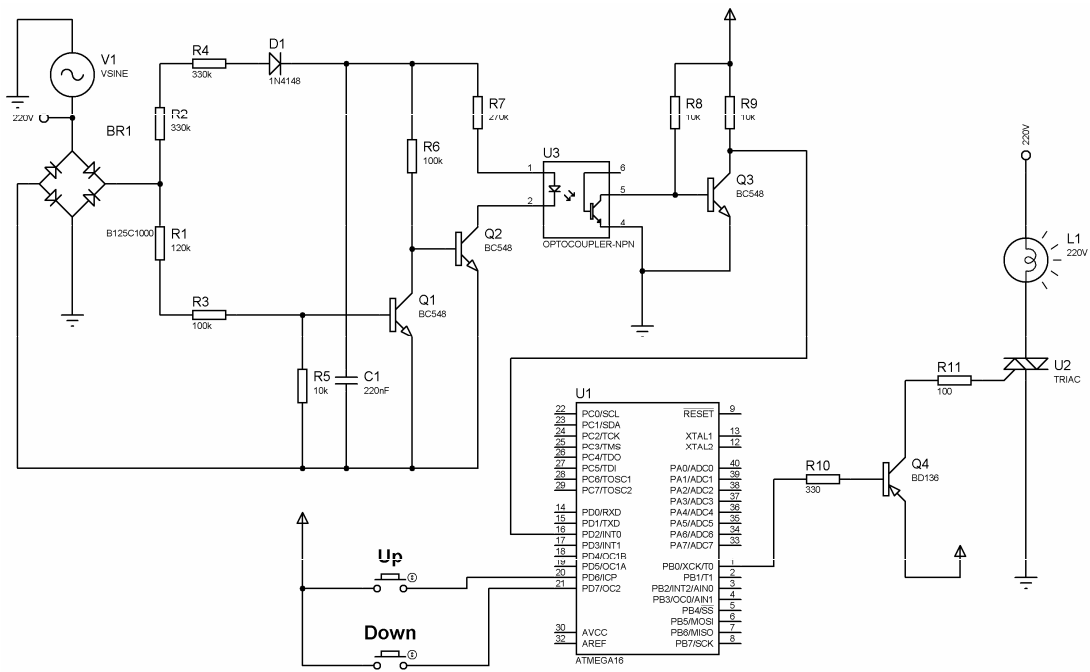 V1
VSINE
220V
BR1
B125C1000
R4
330k
D1
1N4148
R2
330k
R1
120k
R3
100k
R5
10k
C1
220nF
R6
100k
R7
270k
Q1
BC548
Q2
BC548
U3
1
2
6
5
4
OPTOCOUPLER-NPN
R8
10k
R9
10k
Q3
BC548
220V
L1
220V
U2
TRIAC
R11
100
Q4
BD136
R10
330
U1
22 PC0/SCL RESET 9
23 PC1/SDA
24 PC2/TCK XTAL1 13
25 PC3/TMS XTAL2 12
26 PC4/TDO
27 PC5/TDI PA0/ADC0 40
28 PC6/TOSC1 PA1/ADC1 39
29 PC7/TOSC2 PA2/ADC2 38
PA3/ADC3 37
14 PD0/RXD PA4/ADC4 36
15 PD1/TXD PA5/ADC5 35
16 PD2/INT0 PA6/ADC6 34
17 PD3/INT1 PA7/ADC7 33
18 PD4/OC1B
19 PD5/OC1A PB0/XCK/T0 1
20 PD6/ICP PB1/T1 2
21 PD7/OC2 PB2/INT2/AIN0 3
PB3/OC0/AIN1 4
PB4/SS 5
PB5/MOSI 6
30 AVCC PB6/MISO 7
32 AREF PB7/SCK 8
ATMEGA16
Up
Down